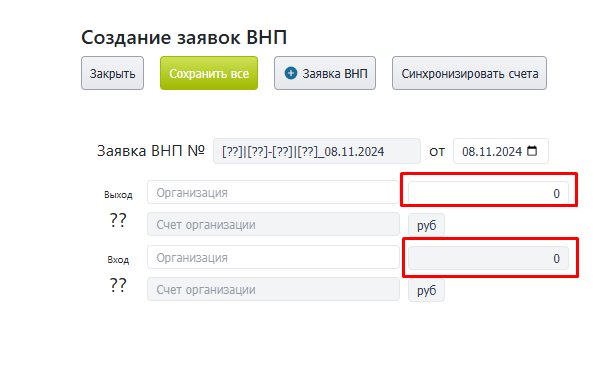 Создание заявок ВНП
Закрыть Сохранить все Заявка ВНП Синхронизировать счета
Заявка ВНП № [??]|[??]-[??]|[??]_08.11.2024 от 08.11.2024
Выход Организация 0
?? Счет организации руб
Вход Организация 0
?? Счет организации руб